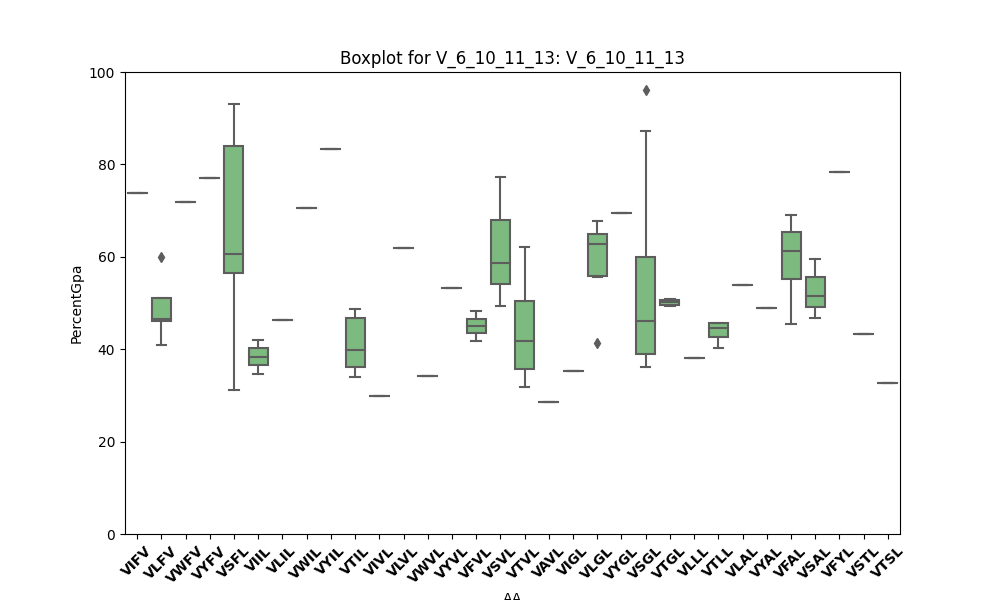 Boxplot for V_6_10_11_13: V_6_10_11_13
100
80
60
40
20
0
PercentGpa
VIFV
VLFV
VWFV
VYFV
VSFL
VIIL
VLIL
VWIL
VYIL
VTIL
VIVL
VLVL
VWVL
VYVL
VFVL
VSVL
VTVL
VAVL
VIGL
VLGL
VYGL
VSGL
VTGL
VLLL
VTLL
VLAL
VYAL
VFAL
VSAL
VFYL
VSTL
VTSL
AA